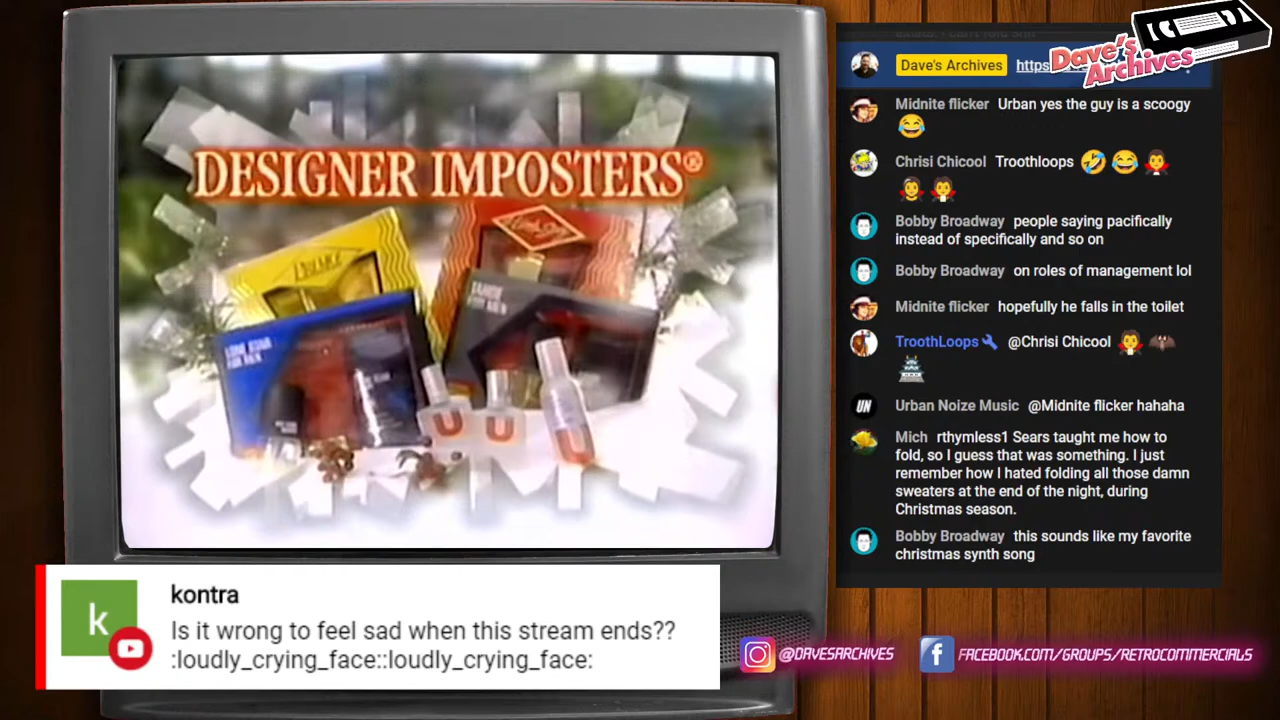 DESIGNER IMPOSTERS®
U
U
U
k
kontra
Is it wrong to feel sad when this stream ends??
:loudly_crying_face::loudly_crying_face:
Dave's
Archives
Dave's Archives https
Midnite flicker Urban yes the guy is a scoogy
😂
Chrisi Chicool Troothloops 🤣 😂 🧛
🧛 🧛
Bobby Broadway people saying pacifically
instead of specifically and so on
Bobby Broadway on roles of management lol
Midnite flicker hopefully he falls in the toilet
TroothLoops 🔧 @Chrisi Chicool 🧛 🦇
🏯
UN
Urban Noize Music @Midnite flicker hahaha
Mich rthymless1 Sears taught me how to
fold, so I guess that was something. I just
remember how I hated folding all those damn
sweaters at the end of the night, during
Christmas season.
Bobby Broadway this sounds like my favorite
christmas synth song
@DAVESARCHIVES
FACEBOOK.COM/GROUPS/RETROCOMMERCIALS